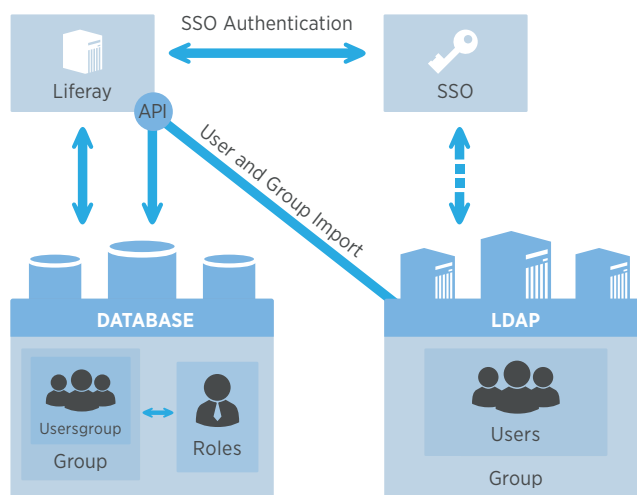 SSO Authentication
Liferay
SSO
API
User and Group Import
DATABASE
LDAP
Usersgroup
Group
Roles
Users
Group